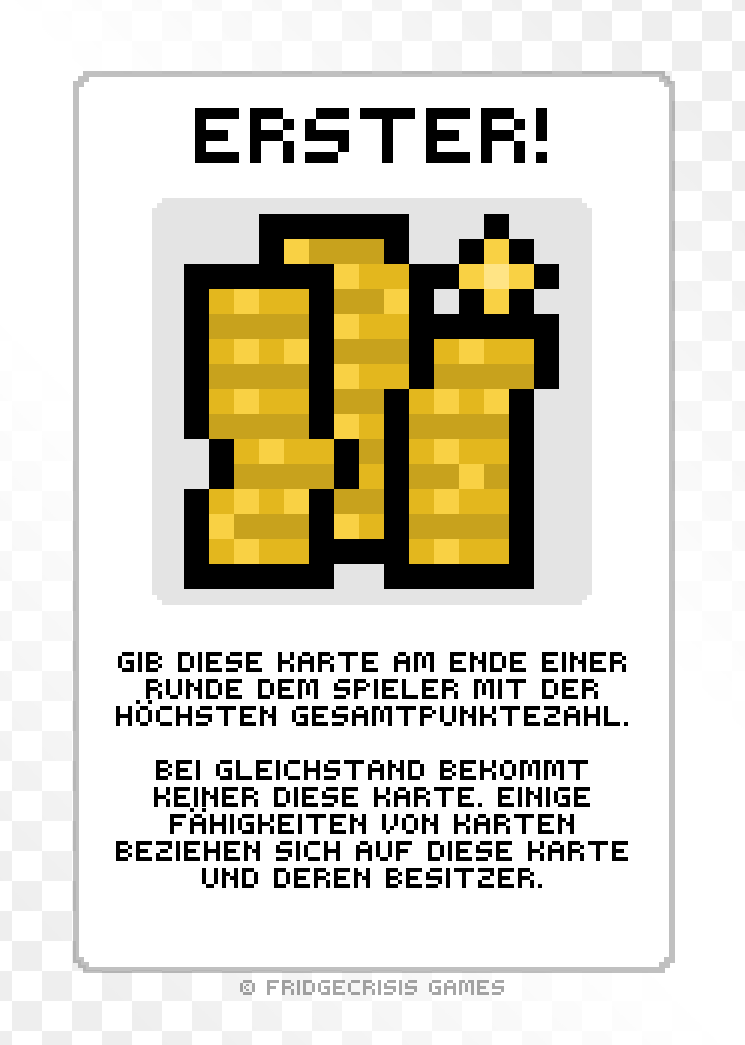 ERSTER!
GIB DIESE KARTE AM ENDE EINER
RUNDE DEM SPIELER MIT DER
HÖCHSTEN GESAMTPUNKTEZAHL.
BEI GLEICHSTAND BEKOMMT
KEINER DIESE KARTE. EINIGE
FÄHIGKEITEN VON KARTEN
BEZIEHEN SICH AUF DIESE KARTE
UND DEREN BESITZER.
© FRIDGECRISIS GAMES